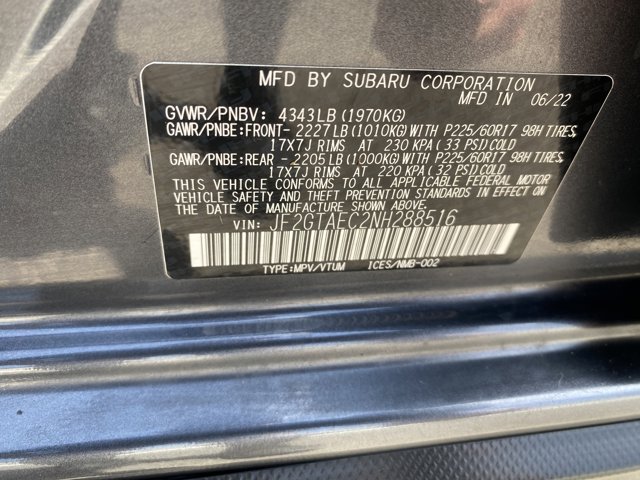 MFD BY SUBARU CORPORATION
MFD IN 06/22
GVWR/PNBV: 4343LB(1970KG)
GAWR/PNBE:FRONT- 2227LB(1010KG)WITH P225/60R17 98H TIRES,
17X7J RIMS AT 230 KPA(33 PSI)COLD
GAWR/PNBE:REAR - 2205LB(1000KG)WITH P225/60R17 98H TIRES,
17X7J RIMS AT 220 KPA(32 PSI)COLD
THIS VEHICLE CONFORMS TO ALL APPLICABLE FEDERAL MOTOR
VEHICLE SAFETY AND THEFT PREVENTION STANDARDS IN EFFECT ON
THE DATE OF MANUFACTURE SHOWN ABOVE.
VIN: JF2GTAEC2NH288516
TYPE:MPV/VTUM ICES/NMB-002